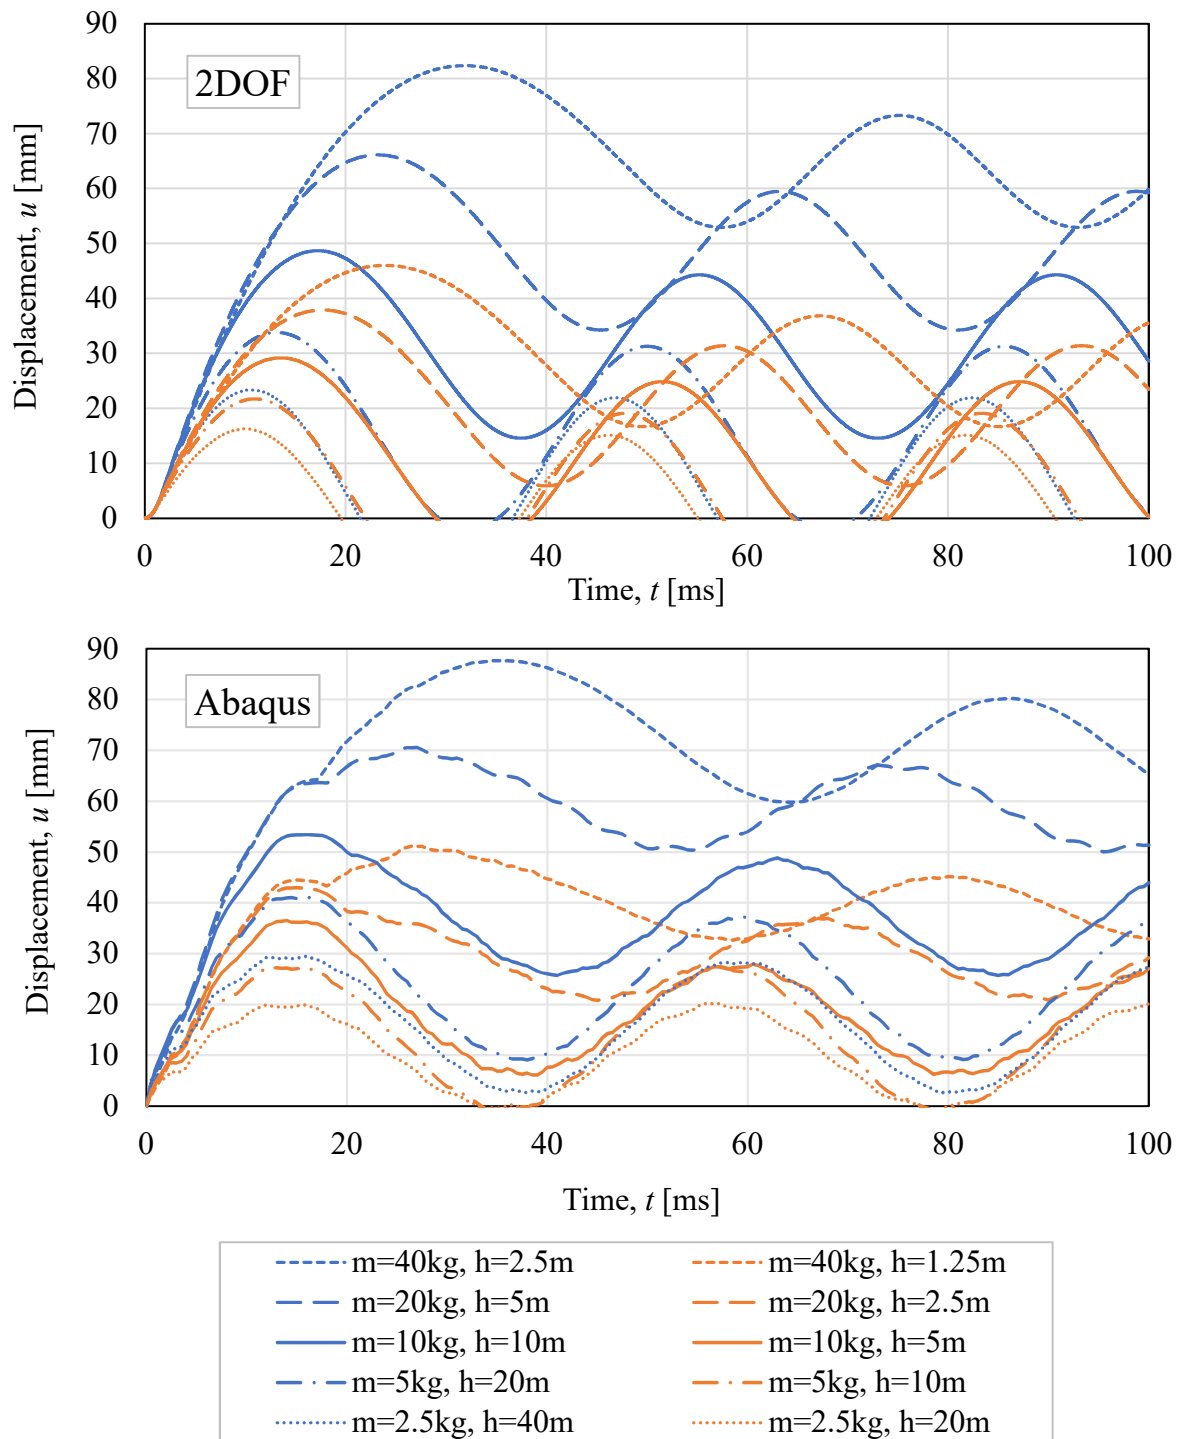 90
80
70
60
50
40
30
20
10
0
Displacement, u [mm]
2DOF
0 20 40 60 80 100
Time, t [ms]
90
80
70
60
50
40
30
20
10
0
Displacement, u [mm]
Abaqus
0 20 40 60 80 100
Time, t [ms]
m=40kg, h=2.5m m=40kg, h=1.25m
m=20kg, h=5m m=20kg, h=2.5m
m=10kg, h=10m m=10kg, h=5m
m=5kg, h=20m m=5kg, h=10m
m=2.5kg, h=40m m=2.5kg, h=20m